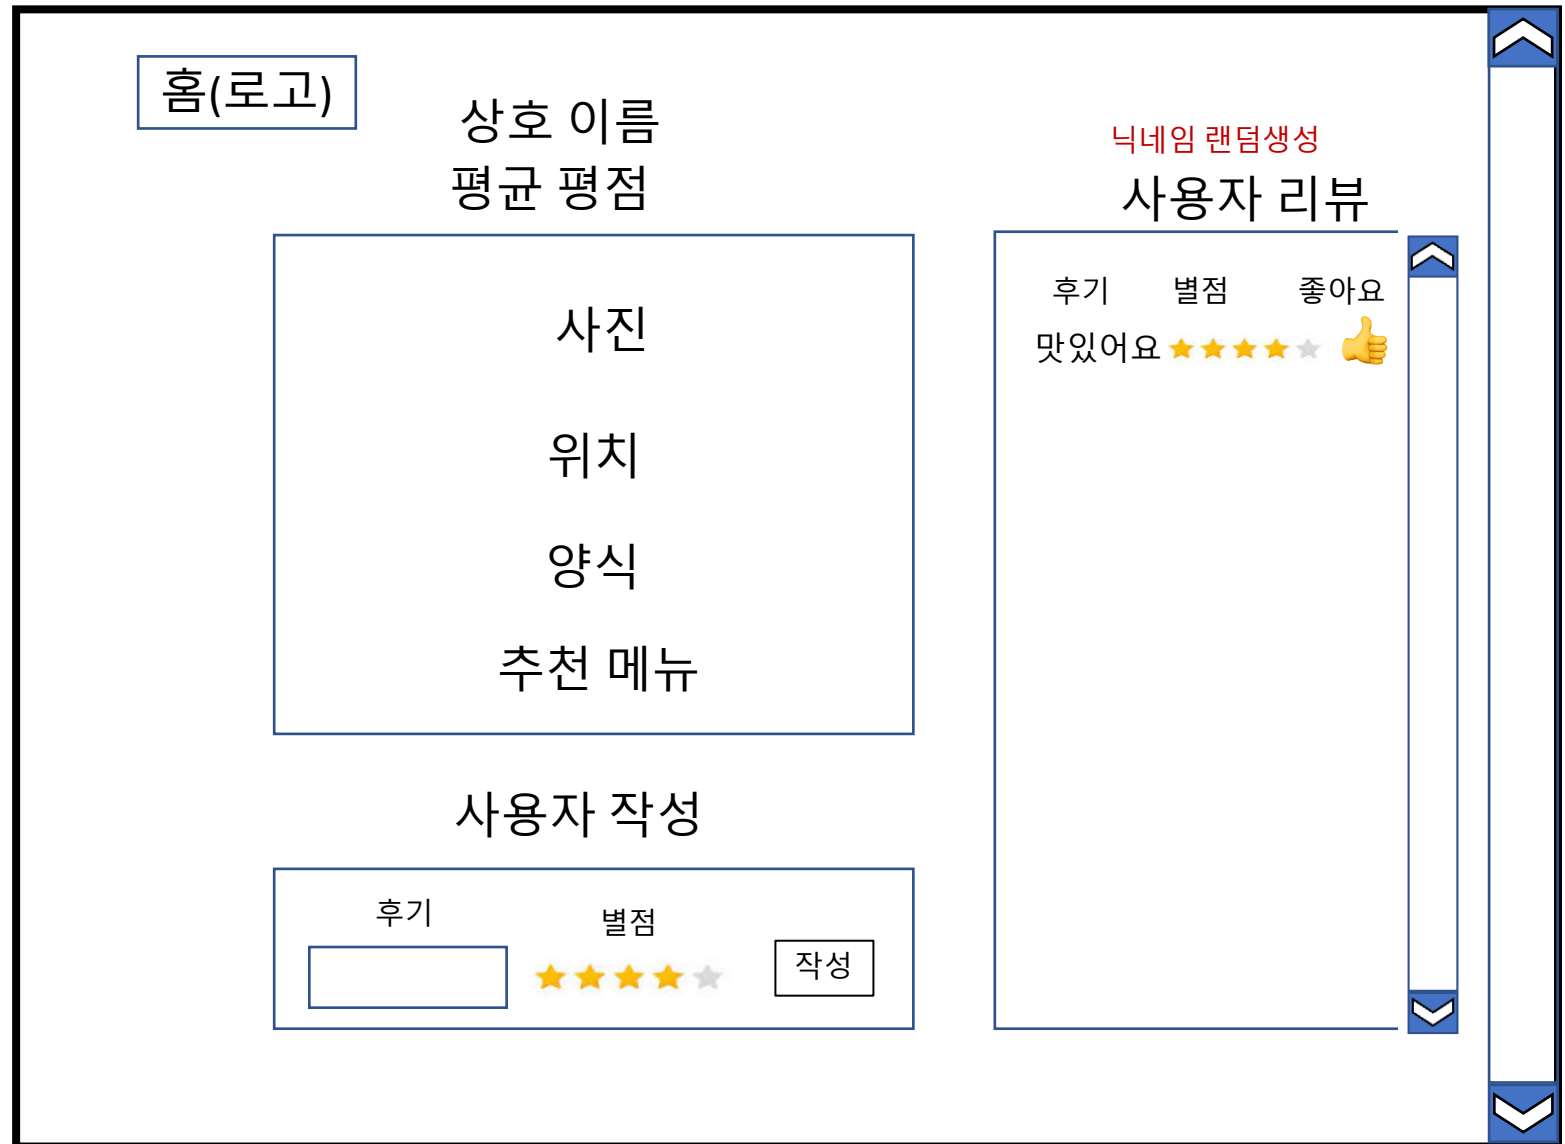 홈(로고)
상호 이름
평균 평점
사진
위치
양식
추천 메뉴
사용자 작성
후기
별점
작성
닉네임 랜덤생성
사용자 리뷰
후기 별점 좋아요
맛있어요